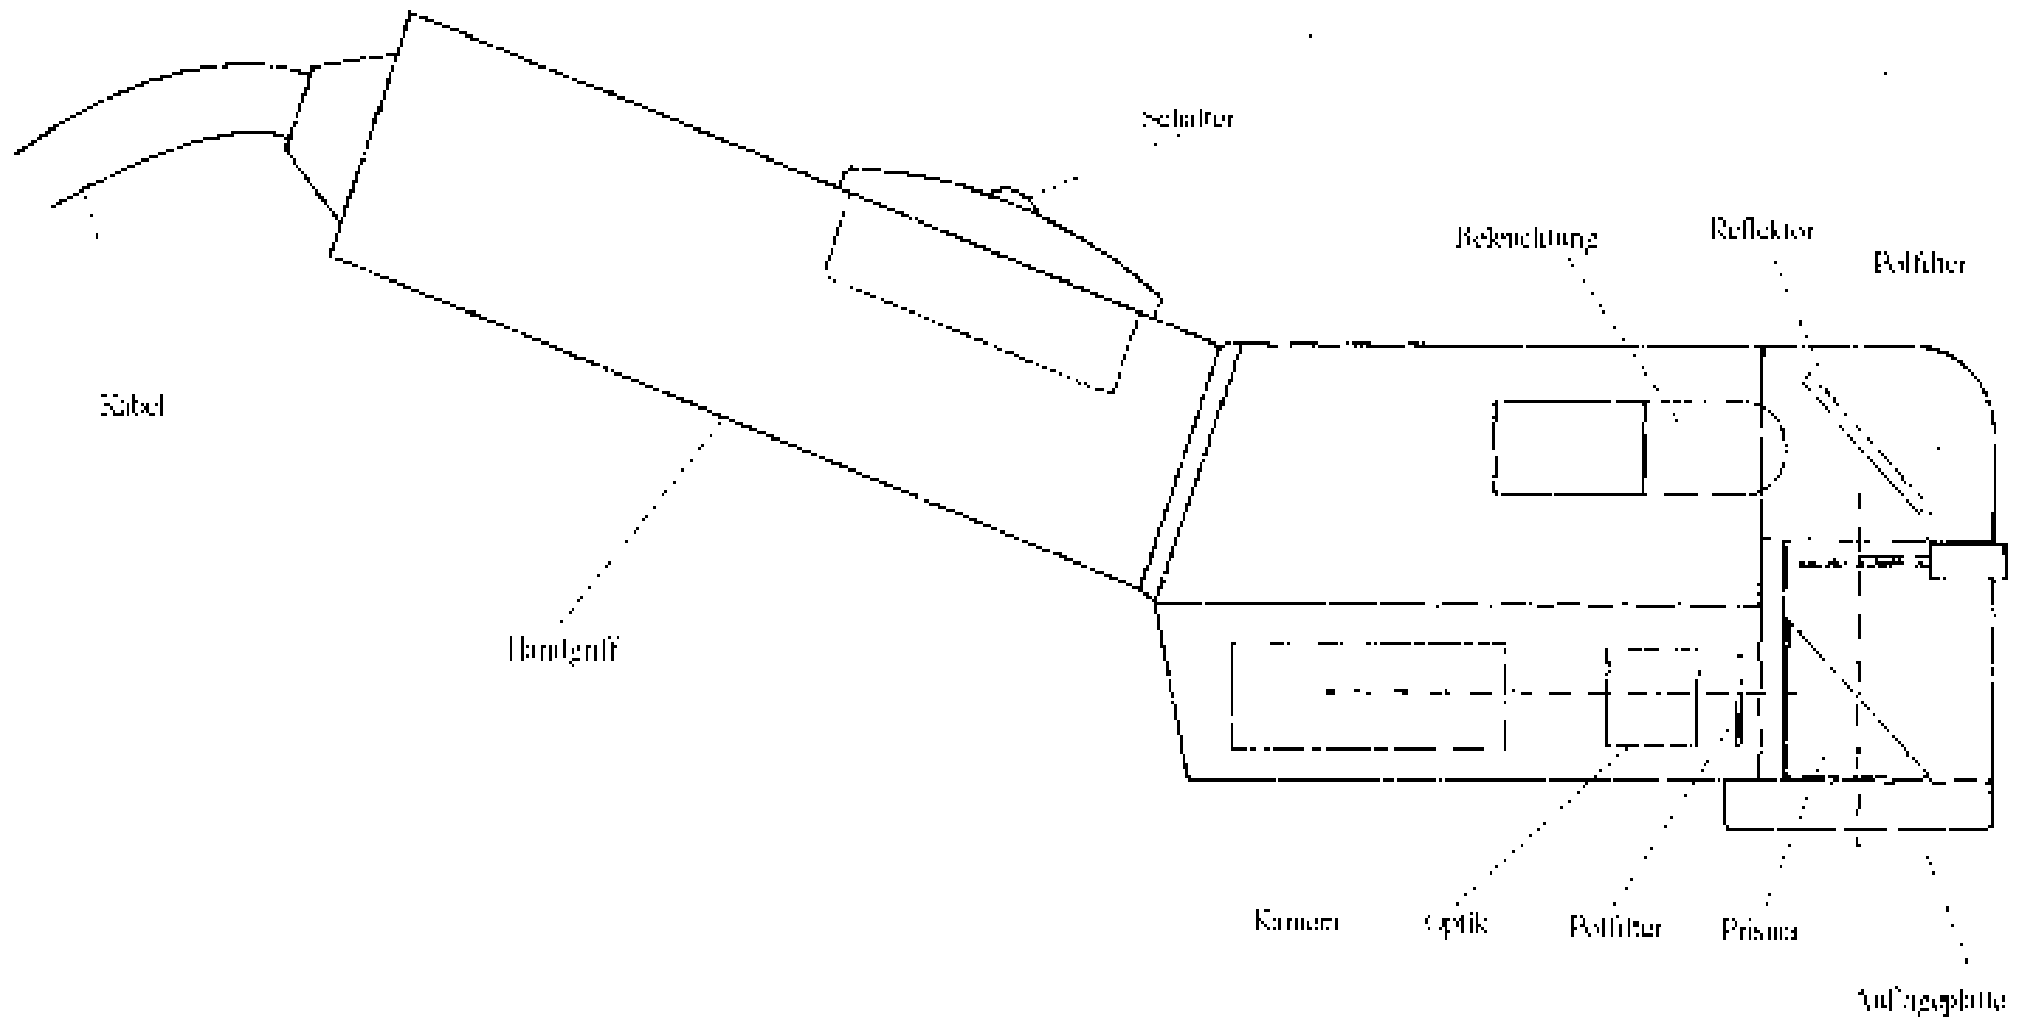 Schalter
Reflektor
Beleuchtung
Polfilter
Kabel
Handgriff
Kamera
Optik
Polfilter
Prisma
Auflageplatte